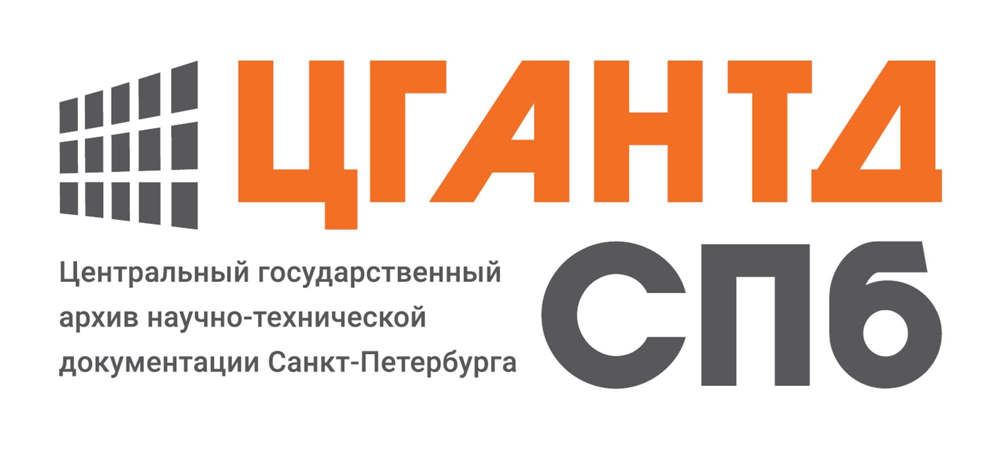 ЦГАНТД
СПб
Центральный государственный
архив научно-технической
документации Санкт-Петербурга